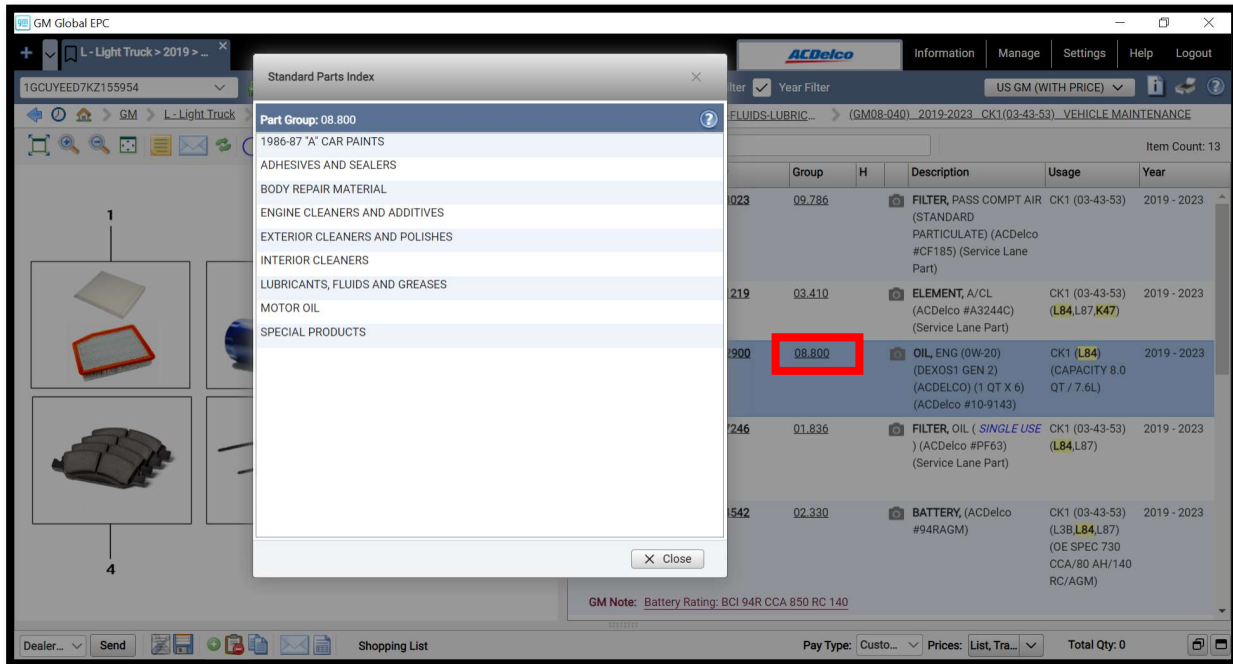 GM Global EPC
L - Light Truck > 2019 > ...
ACDelco
Information Manage Settings Help Logout
1GCUYEED7KZ155954
Year Filter
US GM (WITH PRICE)
GM > L - Light Truck
-FLUIDS-LUBRIC... > (GM08-040) 2019-2023 CK1(03-43-53) VEHICLE MAINTENANCE
Item Count: 13
Standard Parts Index
Part Group: 08.800
1986-87 "A" CAR PAINTS
ADHESIVES AND SEALERS
BODY REPAIR MATERIAL
ENGINE CLEANERS AND ADDITIVES
EXTERIOR CLEANERS AND POLISHES
INTERIOR CLEANERS
LUBRICANTS, FLUIDS AND GREASES
MOTOR OIL
SPECIAL PRODUCTS
Close
1
4
Group H Description Usage Year
09.786 FILTER, PASS COMPT AIR CK1 (03-43-53) 2019 - 2023
(STANDARD
PARTICULATE) (ACDelco
#CF185) (Service Lane
Part)
03.410 ELEMENT, A/CL CK1 (03-43-53) 2019 - 2023
(ACDelco #A3244C) (L84,L87,K47)
(Service Lane Part)
08.800 OIL, ENG (0W-20) CK1 (L84) 2019 - 2023
(DEXOS1 GEN 2) (CAPACITY 8.0
(ACDELCO) (1 QT X 6) QT / 7.6L)
(ACDelco #10-9143)
01.836 FILTER, OIL ( SINGLE USE CK1 (03-43-53) 2019 - 2023
) (ACDelco #PF63) (L84,L87)
(Service Lane Part)
02.330 BATTERY, (ACDelco CK1 (03-43-53) 2019 - 2023
#94RAGM) (L3B,L84,L87)
(OE SPEC 730
CCA/80 AH/140
RC/AGM)
GM Note: Battery Rating: BCI 94R CCA 850 RC 140
Dealer... Send Shopping List Pay Type: Custo... Prices: List, Tra... Total Qty: 0